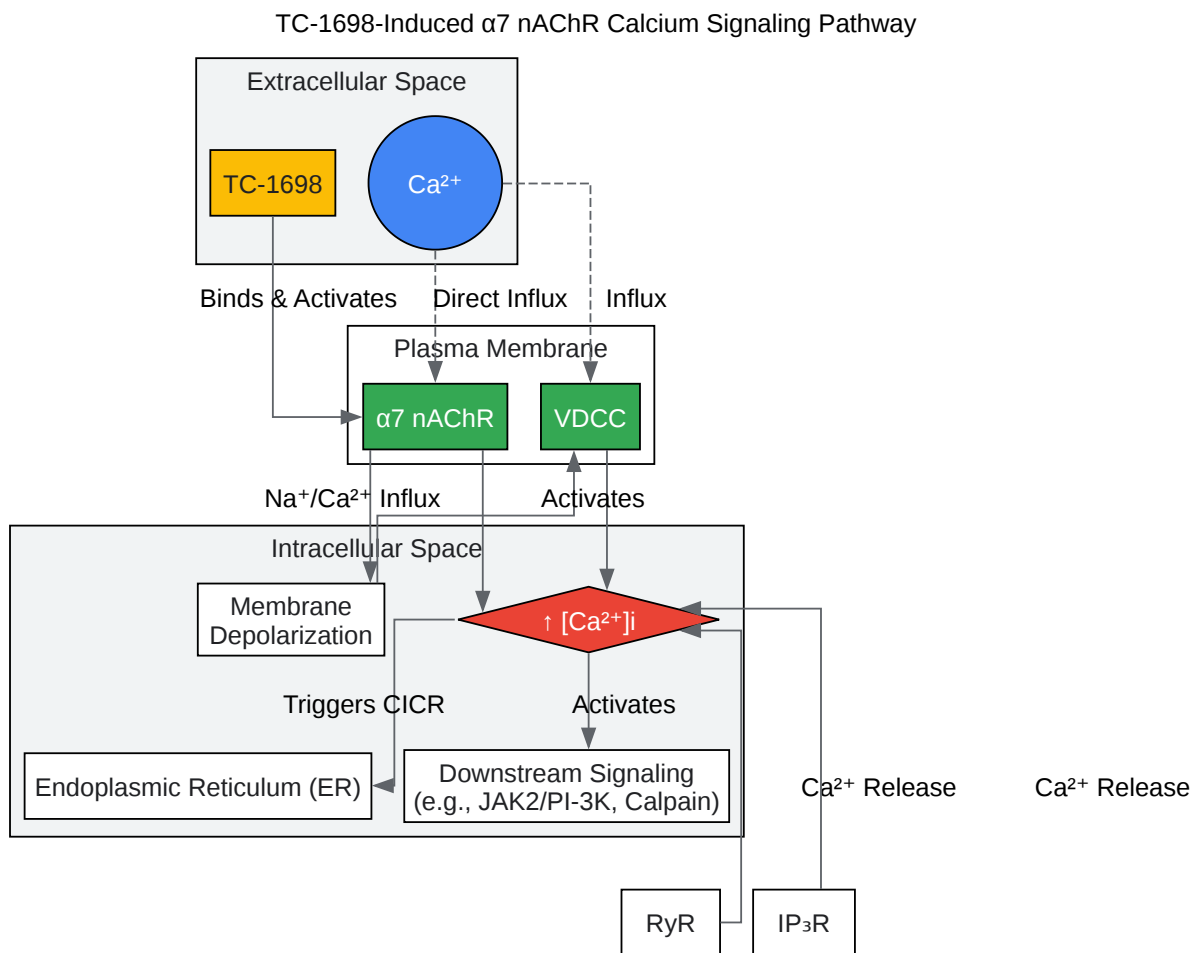 TC-1698-Induced α7 nAChR Calcium Signaling Pathway
Extracellular Space
TC-1698
Ca²⁺
Binds & Activates
Direct Influx
Influx
Plasma Membrane
α7 nAChR
VDCC
Na⁺/Ca²⁺ Influx
Activates
Intracellular Space
Membrane
Depolarization
↑ [Ca²⁺]i
Triggers CICR
Activates
Endoplasmic Reticulum (ER)
Downstream Signaling
(e.g., JAK2/PI-3K, Calpain)
Ca²⁺ Release
Ca²⁺ Release
RyR
IP₃R